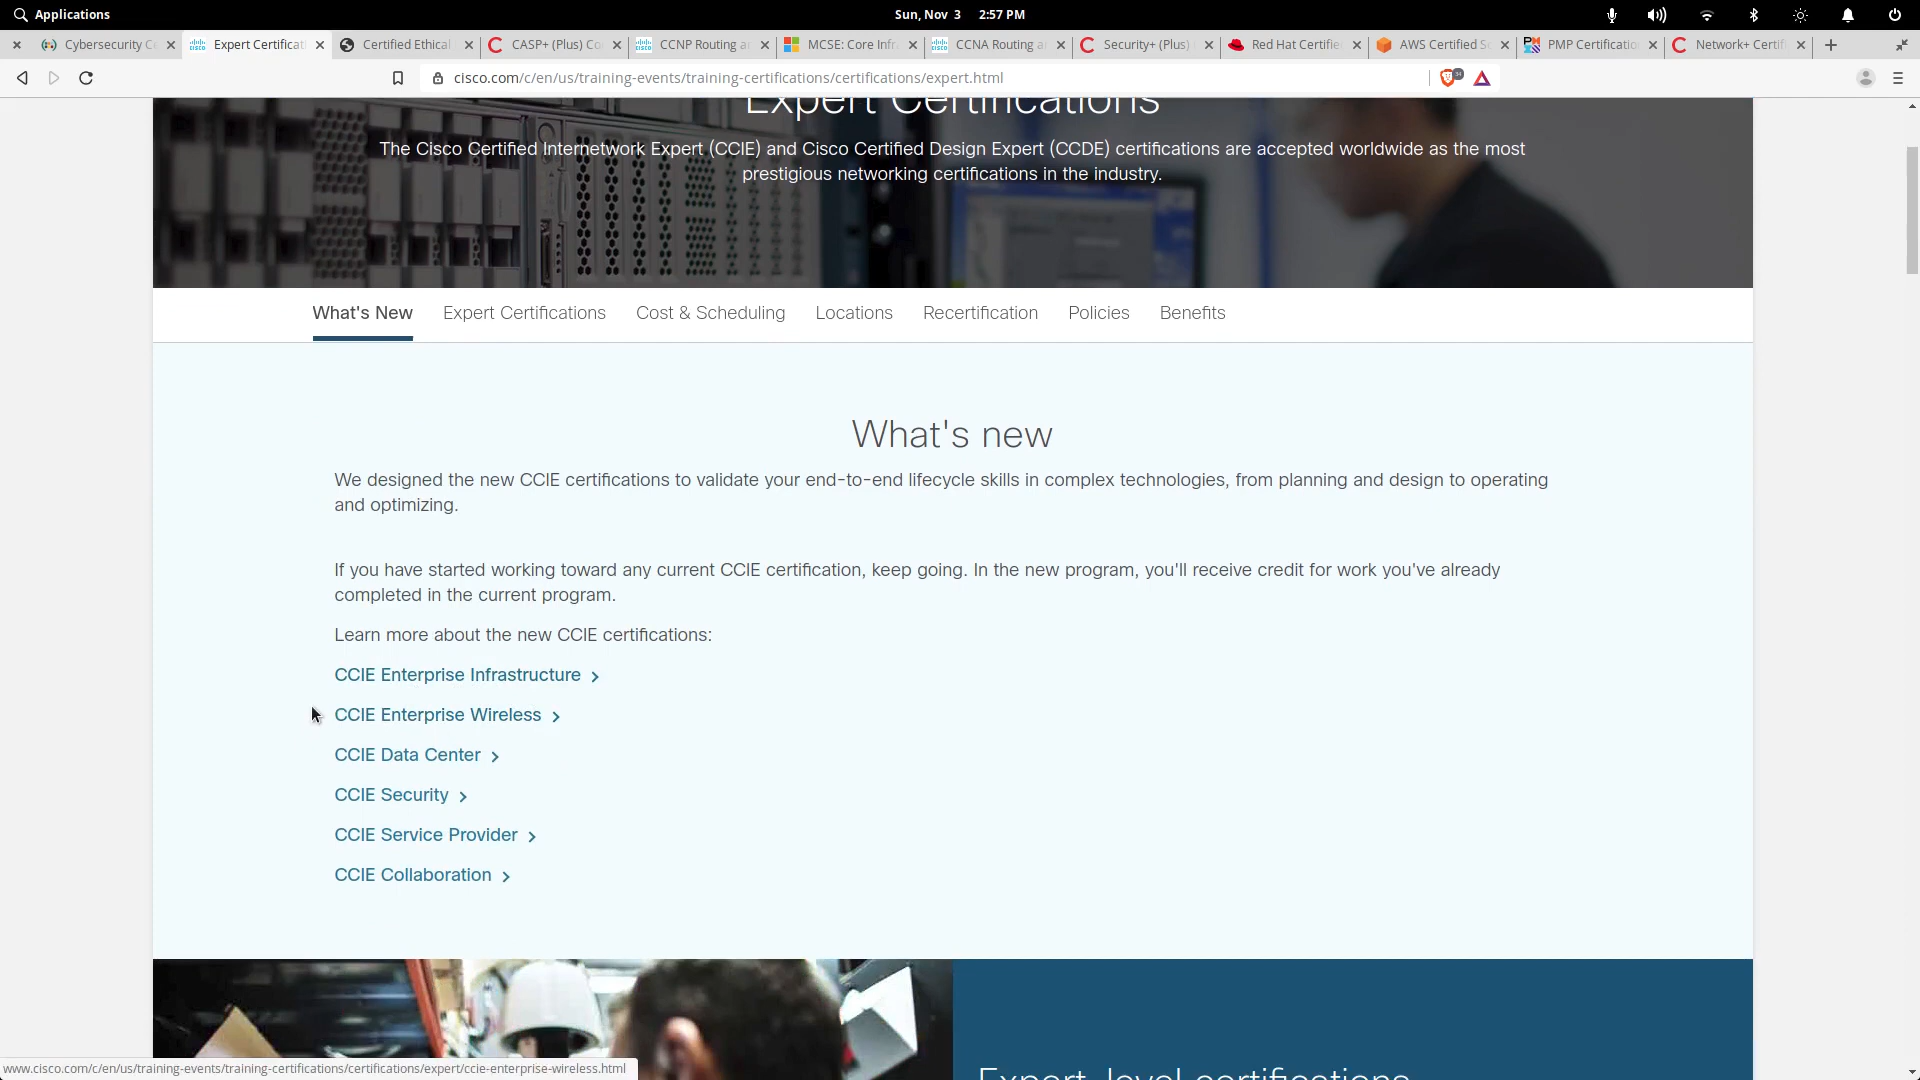 Applications
Sun, Nov 3 2:57 PM
Cybersecurity Ce
Expert Certificat
Certified Ethical
CASP+ (Plus) Co
CCNP Routing a
MCSE: Core Infr
CCNA Routing a
Security+ (Plus)
Red Hat Certifie
AWS Certified S
PMP Certificatio
Network+ Certif
cisco.com/c/en/us/training-events/training-certifications/certifications/expert.html
Expert Certifications
The Cisco Certified Internetwork Expert (CCIE) and Cisco Certified Design Expert (CCDE) certifications are accepted worldwide as the most
prestigious networking certifications in the industry.
What's New
Expert Certifications
Cost & Scheduling
Locations
Recertification
Policies
Benefits
What's new
We designed the new CCIE certifications to validate your end-to-end lifecycle skills in complex technologies, from planning and design to operating
and optimizing.
If you have started working toward any current CCIE certification, keep going. In the new program, you'll receive credit for work you've already
completed in the current program.
Learn more about the new CCIE certifications:
CCIE Enterprise Infrastructure
CCIE Enterprise Wireless
CCIE Data Center
CCIE Security
CCIE Service Provider
CCIE Collaboration
Expert-level certifications
www.cisco.com/c/en/us/training-events/training-certifications/certifications/expert/ccie-enterprise-wireless.html